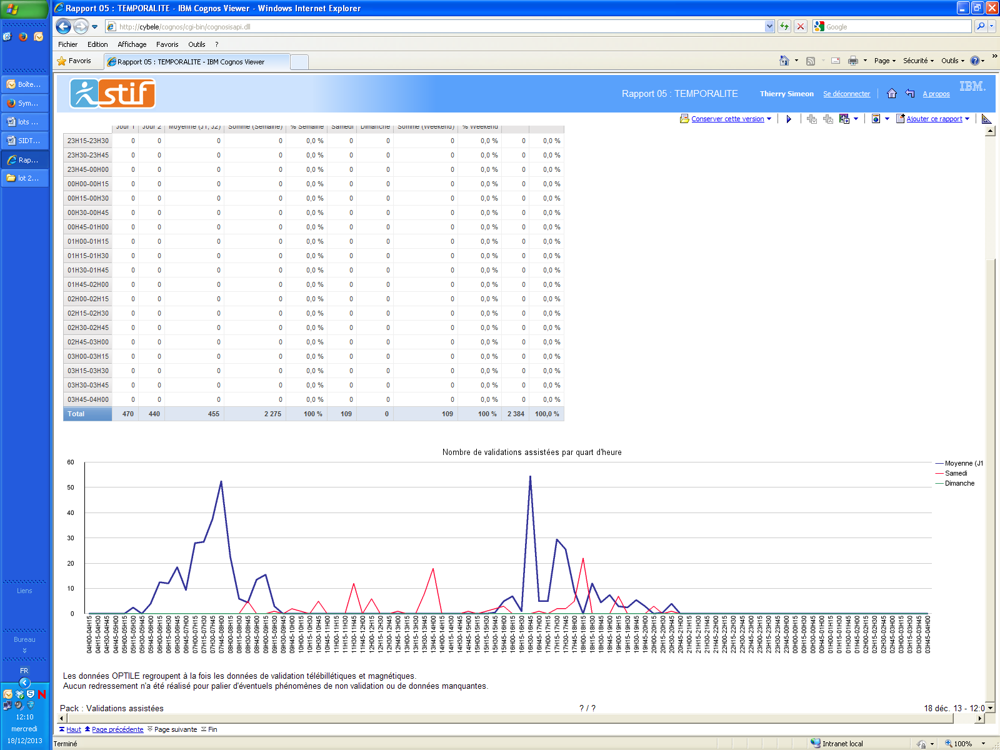 Rapport 05 : TEMPORALITE - IBM Cognos Viewer - Windows Internet Explorer
http://cybele/cognos/cgi-bin/cognosisapi.dll
Google
Fichier Edition Affichage Favoris Outils ?
Favoris Rapport 05 : TEMPORALITE - IBM Cognos Viewer Page Sécurité Outils
Boîte...
Sym...
lots ...
SIDT...
Rap...
lot 2...
Liens
Bureau
FR
12:10
mercredi
18/12/2013
stif
Rapport 05 : TEMPORALITE Thierry Simeon Se déconnecter A propos IBM.
Conserver cette version Ajouter ce rapport
Jour 1 Jour 2 Moyenne (J1, J2) Somme (Semaine) % Semaine Samedi Dimanche Somme (Weekend) % Weekend
23H15-23H30 0 0 0 0 0,0 % 0 0 0 0,0 % 0 0,0 %
23H30-23H45 0 0 0 0 0,0 % 0 0 0 0,0 % 0 0,0 %
23H45-00H00 0 0 0 0 0,0 % 0 0 0 0,0 % 0 0,0 %
00H00-00H15 0 0 0 0 0,0 % 0 0 0 0,0 % 0 0,0 %
00H15-00H30 0 0 0 0 0,0 % 0 0 0 0,0 % 0 0,0 %
00H30-00H45 0 0 0 0 0,0 % 0 0 0 0,0 % 0 0,0 %
00H45-01H00 0 0 0 0 0,0 % 0 0 0 0,0 % 0 0,0 %
01H00-01H15 0 0 0 0 0,0 % 0 0 0 0,0 % 0 0,0 %
01H15-01H30 0 0 0 0 0,0 % 0 0 0 0,0 % 0 0,0 %
01H30-01H45 0 0 0 0 0,0 % 0 0 0 0,0 % 0 0,0 %
01H45-02H00 0 0 0 0 0,0 % 0 0 0 0,0 % 0 0,0 %
02H00-02H15 0 0 0 0 0,0 % 0 0 0 0,0 % 0 0,0 %
02H15-02H30 0 0 0 0 0,0 % 0 0 0 0,0 % 0 0,0 %
02H30-02H45 0 0 0 0 0,0 % 0 0 0 0,0 % 0 0,0 %
02H45-03H00 0 0 0 0 0,0 % 0 0 0 0,0 % 0 0,0 %
03H00-03H15 0 0 0 0 0,0 % 0 0 0 0,0 % 0 0,0 %
03H15-03H30 0 0 0 0 0,0 % 0 0 0 0,0 % 0 0,0 %
03H30-03H45 0 0 0 0 0,0 % 0 0 0 0,0 % 0 0,0 %
03H45-04H00 0 0 0 0 0,0 % 0 0 0 0,0 % 0 0,0 %
Total 470 440 455 2 275 100 % 109 0 109 100 % 2 384 100,0 %
Nombre de validations assistées par quart d'heure
60
50
40
30
20
10
0
Moyenne (J1
Samedi
Dimanche
04H00-04H15
04H15-04H30
04H30-04H45
04H45-05H00
05H00-05H15
05H15-05H30
05H30-05H45
05H45-06H00
06H00-06H15
06H15-06H30
06H30-06H45
06H45-07H00
07H00-07H15
07H15-07H30
07H30-07H45
07H45-08H00
08H00-08H15
08H15-08H30
08H30-08H45
08H45-09H00
09H00-09H15
09H15-09H30
09H30-09H45
09H45-10H00
10H00-10H15
10H15-10H30
10H30-10H45
10H45-11H00
11H00-11H15
11H15-11H30
11H30-11H45
11H45-12H00
12H00-12H15
12H15-12H30
12H30-12H45
12H45-13H00
13H00-13H15
13H15-13H30
13H30-13H45
13H45-14H00
14H00-14H15
14H15-14H30
14H30-14H45
14H45-15H00
15H00-15H15
15H15-15H30
15H30-15H45
15H45-16H00
16H00-16H15
16H15-16H30
16H30-16H45
16H45-17H00
17H00-17H15
17H15-17H30
17H30-17H45
17H45-18H00
18H00-18H15
18H15-18H30
18H30-18H45
18H45-19H00
19H00-19H15
19H15-19H30
19H30-19H45
19H45-20H00
20H00-20H15
20H15-20H30
20H30-20H45
20H45-21H00
21H00-21H15
21H15-21H30
21H30-21H45
21H45-22H00
22H00-22H15
22H15-22H30
22H30-22H45
22H45-23H00
23H00-23H15
23H15-23H30
23H30-23H45
23H45-00H00
00H00-00H15
00H15-00H30
00H30-00H45
00H45-01H00
01H00-01H15
01H15-01H30
01H30-01H45
01H45-02H00
02H00-02H15
02H15-02H30
02H30-02H45
02H45-03H00
03H00-03H15
03H15-03H30
03H30-03H45
03H45-04H00
Les données OPTILE regroupent à la fois les données de validation télébillétiques et magnétiques.
Aucun redressement n'a été réalisé pour palier d'éventuels phénomènes de non validation ou de données manquantes.
Pack : Validations assistées ? / ? 18 déc. 13 - 12:0
Haut Page précédente Page suivante Fin
Terminé Intranet local 100%